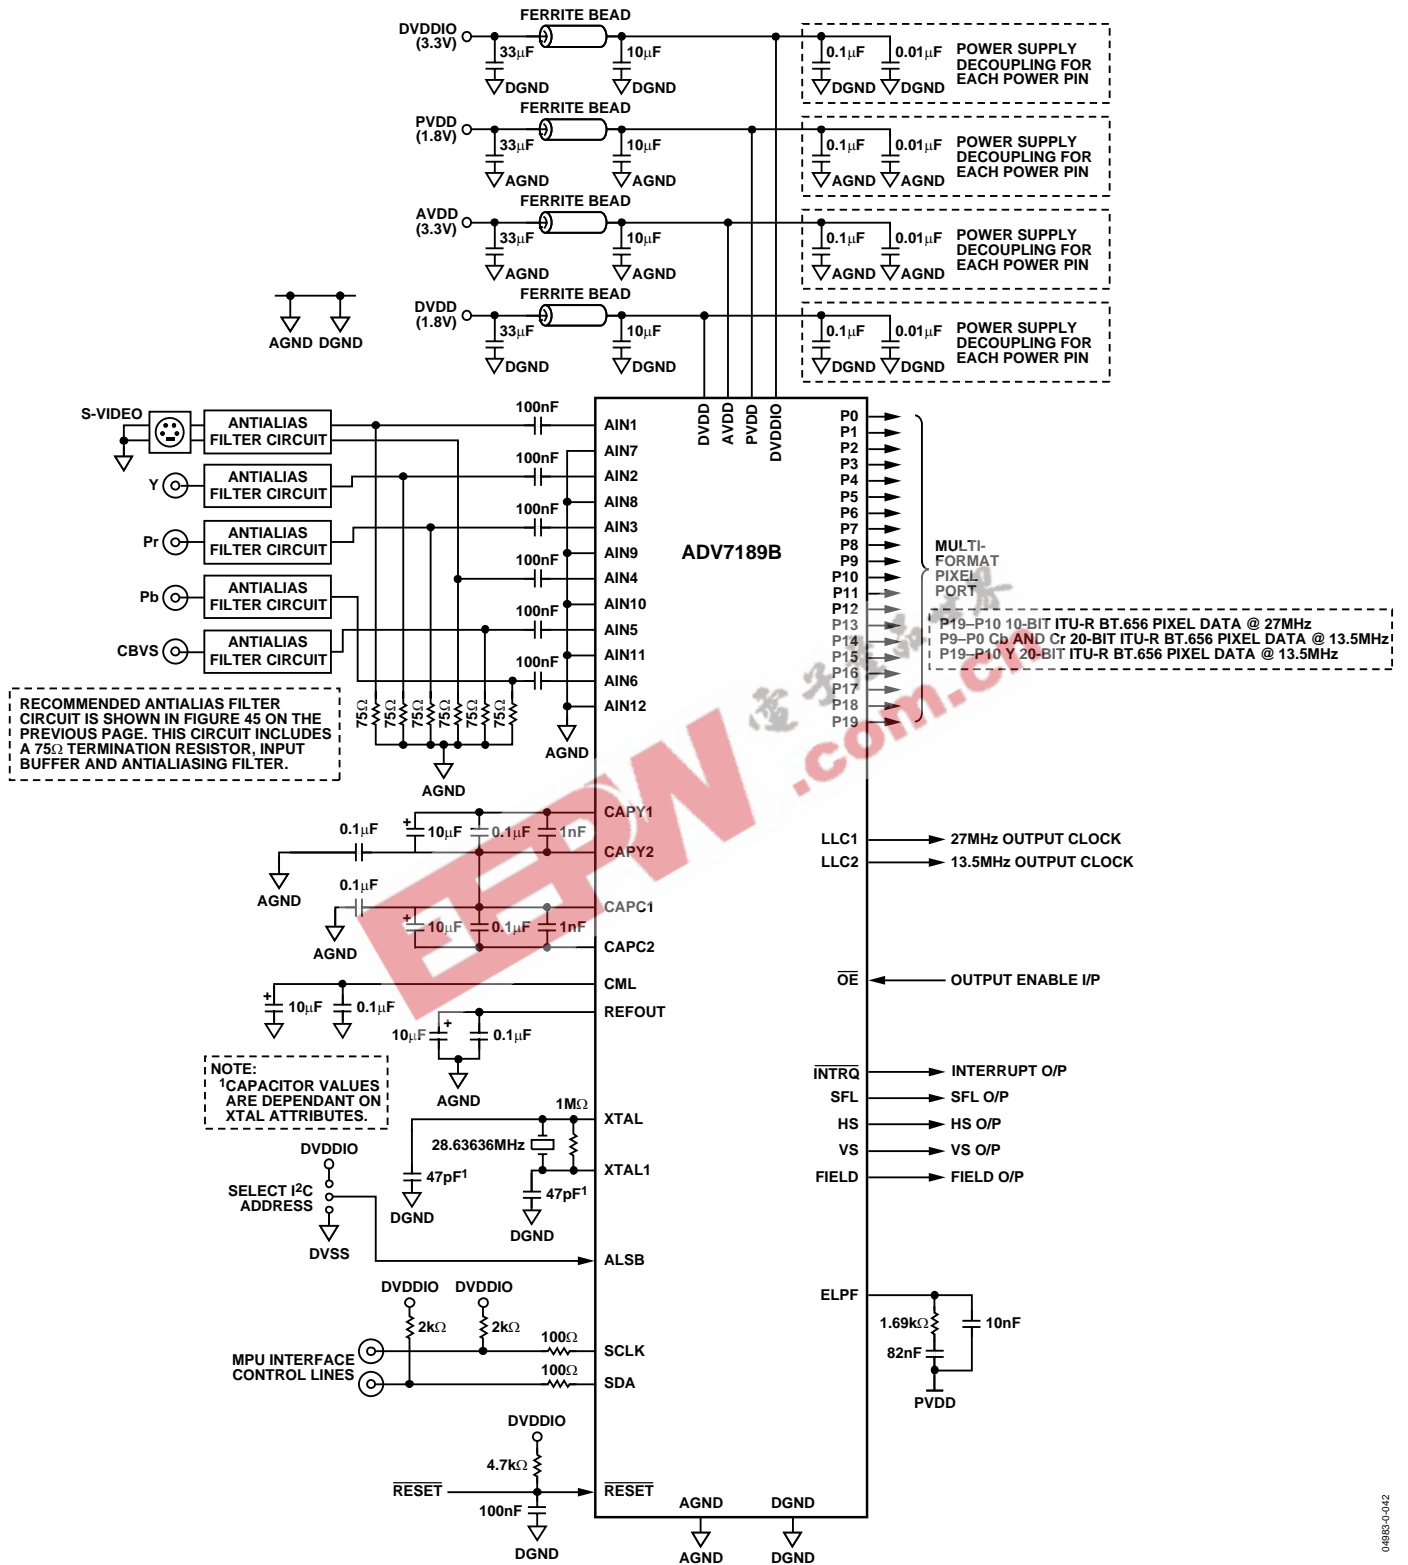 FERRITE BEAD
DVDDIO
(3.3V)
33μF
DGND
10μF
DGND
0.1μF
DGND
0.01μF
DGND
POWER SUPPLY
DECOUPLING FOR
EACH POWER PIN
FERRITE BEAD
PVDD
(1.8V)
33μF
AGND
10μF
AGND
0.1μF
AGND
0.01μF
AGND
POWER SUPPLY
DECOUPLING FOR
EACH POWER PIN
FERRITE BEAD
AVDD
(3.3V)
33μF
AGND
10μF
AGND
0.1μF
AGND
0.01μF
AGND
POWER SUPPLY
DECOUPLING FOR
EACH POWER PIN
FERRITE BEAD
DVDD
(1.8V)
33μF
DGND
10μF
DGND
0.1μF
DGND
0.01μF
DGND
POWER SUPPLY
DECOUPLING FOR
EACH POWER PIN
AGND DGND
S-VIDEO
ANTIALIAS
FILTER CIRCUIT
Y
ANTIALIAS
FILTER CIRCUIT
Pr
ANTIALIAS
FILTER CIRCUIT
Pb
ANTIALIAS
FILTER CIRCUIT
CBVS
ANTIALIAS
FILTER CIRCUIT
RECOMMENDED ANTIALIAS FILTER
CIRCUIT IS SHOWN IN FIGURE 45 ON THE
PREVIOUS PAGE. THIS CIRCUIT INCLUDES
A 75Ω TERMINATION RESISTOR, INPUT
BUFFER AND ANTIALIASING FILTER.
75Ω
75Ω
75Ω
75Ω
75Ω
75Ω
AGND
100nF
100nF
100nF
100nF
100nF
100nF
AGND
AIN1
AIN7
AIN2
AIN8
AIN3
AIN9
AIN4
AIN10
AIN5
AIN11
AIN6
AIN12
DVDD
AVDD
PVDD
DVDDIO
ADV7189B
P0
P1
P2
P3
P4
P5
P6
P7
P8
P9
P10
P11
P12
P13
P14
P15
P16
P17
P18
P19
MULTI-
FORMAT
PIXEL
PORT
P19–P10 10-BIT ITU-R BT.656 PIXEL DATA @ 27MHz
P9–P0 Cb AND Cr 20-BIT ITU-R BT.656 PIXEL DATA @ 13.5MHz
P19–P10 Y 20-BIT ITU-R BT.656 PIXEL DATA @ 13.5MHz
電子產品世界
EEPW
.com.cn
0.1μF
AGND
+
10μF
0.1μF
1nF
CAPY1
CAPY2
0.1μF
AGND
+
10μF
0.1μF
1nF
CAPC1
CAPC2
+
10μF
0.1μF
CML
10μF
+
0.1μF
AGND
REFOUT
NOTE:
1CAPACITOR VALUES
ARE DEPENDANT ON
XTAL ATTRIBUTES.
1MΩ
XTAL
28.63636MHz
XTAL1
47pF1
DGND
47pF1
DGND
DVDDIO
SELECT I2C
ADDRESS
DVSS
ALSB
DVDDIO
DVDDIO
2kΩ
2kΩ
MPU INTERFACE
CONTROL LINES
100Ω
SCLK
100Ω
SDA
DVDDIO
4.7kΩ
RESET
100nF
DGND
RESET
LLC1
27MHz OUTPUT CLOCK
LLC2
13.5MHz OUTPUT CLOCK
OE
OUTPUT ENABLE I/P
INTRQ
INTERRUPT O/P
SFL
SFL O/P
HS
HS O/P
VS
VS O/P
FIELD
FIELD O/P
ELPF
1.69kΩ
10nF
82nF
PVDD
AGND
DGND
AGND
DGND
04983-0-042